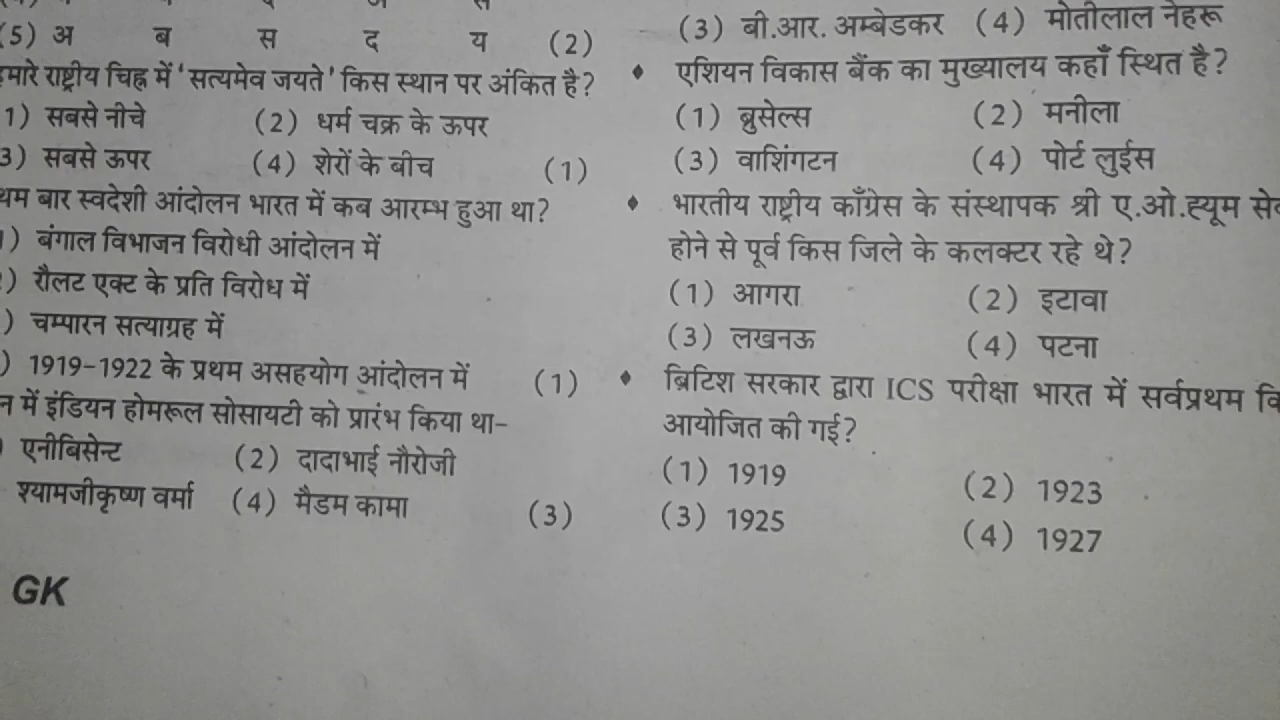 (5) अ ब स द य (2)
हमारे राष्ट्रीय चिह्न में 'सत्यमेव जयते' किस स्थान पर अंकित है?
1) सबसे नीचे (2) धर्म चक्र के ऊपर
3) सबसे ऊपर (4) शेरों के बीच (1)
थम बार स्वदेशी आंदोलन भारत में कब आरम्भ हुआ था?
) बंगाल विभाजन विरोधी आंदोलन में
) रौलट एक्ट के प्रति विरोध में
) चम्पारन सत्याग्रह में
) 1919-1922 के प्रथम असहयोग आंदोलन में (1)
न में इंडियन होमरूल सोसायटी को प्रारंभ किया था-
) एनीबिसेन्ट (2) दादाभाई नौरोजी
श्यामजीकृष्ण वर्मा (4) मैडम कामा (3)
GK
(3) बी.आर. अम्बेडकर (4) मोतीलाल नेहरू
♦ एशियन विकास बैंक का मुख्यालय कहाँ स्थित है?
(1) ब्रुसेल्स (2) मनीला
(3) वाशिंगटन (4) पोर्ट लुईस
♦ भारतीय राष्ट्रीय काँग्रेस के संस्थापक श्री ए.ओ.ह्यूम
होने से पूर्व किस जिले के कलक्टर रहे थे?
(1) आगरा (2) इटावा
(3) लखनऊ (4) पटना
♦ ब्रिटिश सरकार द्वारा ICS परीक्षा भारत में सर्वप्रथम
आयोजित की गई?
(1) 1919 (2) 1923
(3) 1925 (4) 1927